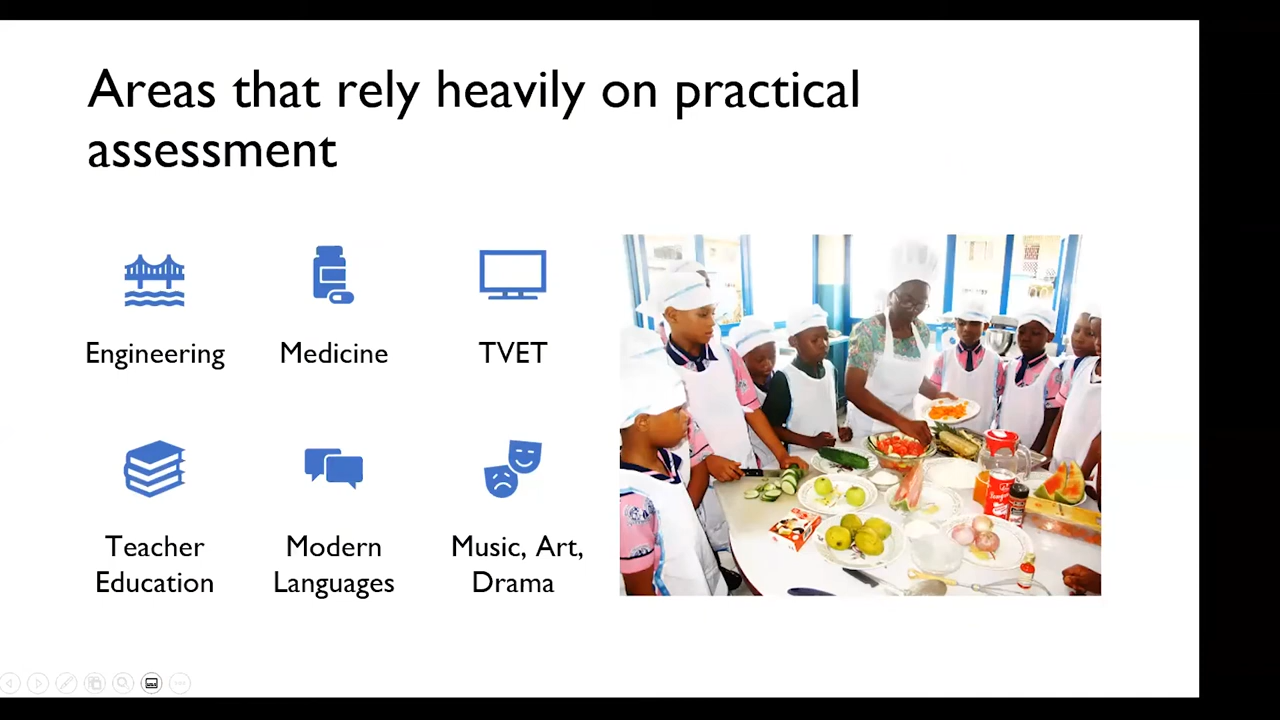 Areas that rely heavily on practical
assessment
Engineering
Medicine
TVET
Teacher
Education
Modern
Languages
Music, Art,
Drama